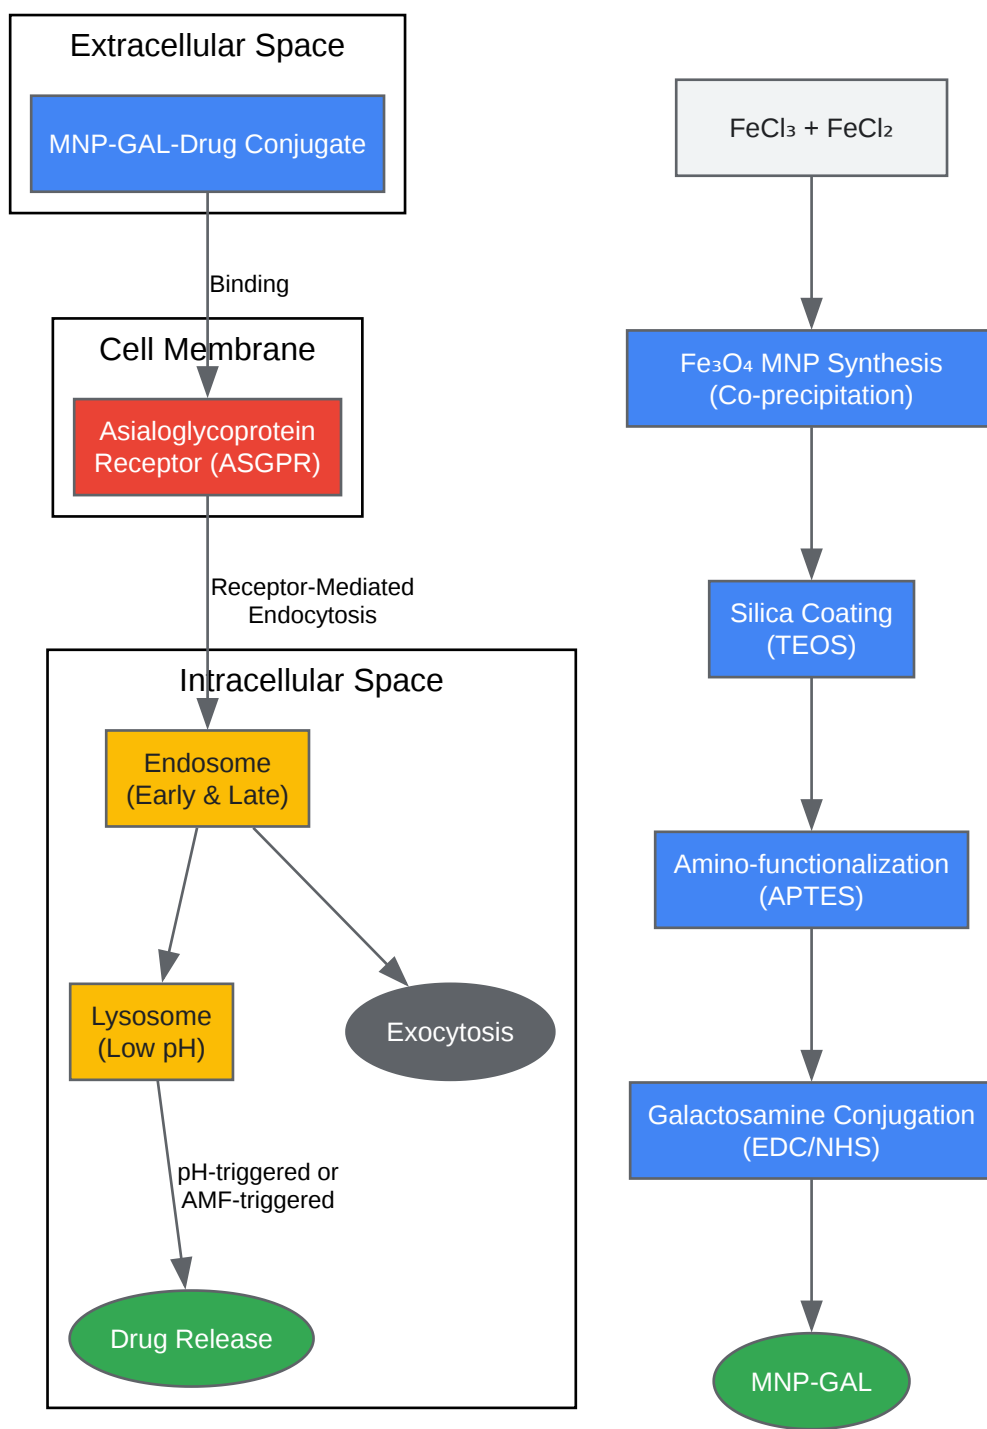 Extracellular Space
MNP-GAL-Drug Conjugate
Binding
Cell Membrane
Asialoglycoprotein
Receptor (ASGPR)
Receptor-Mediated
Endocytosis
Intracellular Space
Endosome
(Early & Late)
Lysosome
(Low pH)
Exocytosis
pH-triggered or
AMF-triggered
Drug Release
FeCl₃ + FeCl₂
Fe₃O₄ MNP Synthesis
(Co-precipitation)
Silica Coating
(TEOS)
Amino-functionalization
(APTES)
Galactosamine Conjugation
(EDC/NHS)
MNP-GAL